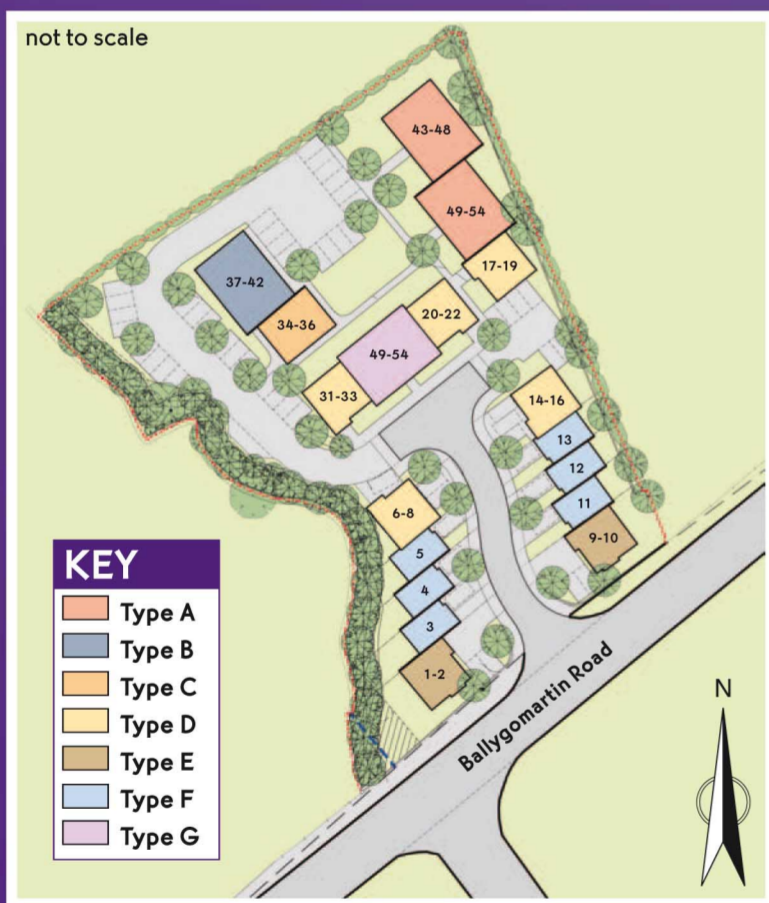 not to scale
43-48
49-54
17-19
37-42
34-36
20-22
49-54
31-33
14-16
13
12
11
9-10
6-8
5
4
3
1-2
Ballygomartin Road
N
KEY
Type A
Type B
Type C
Type D
Type E
Type F
Type G